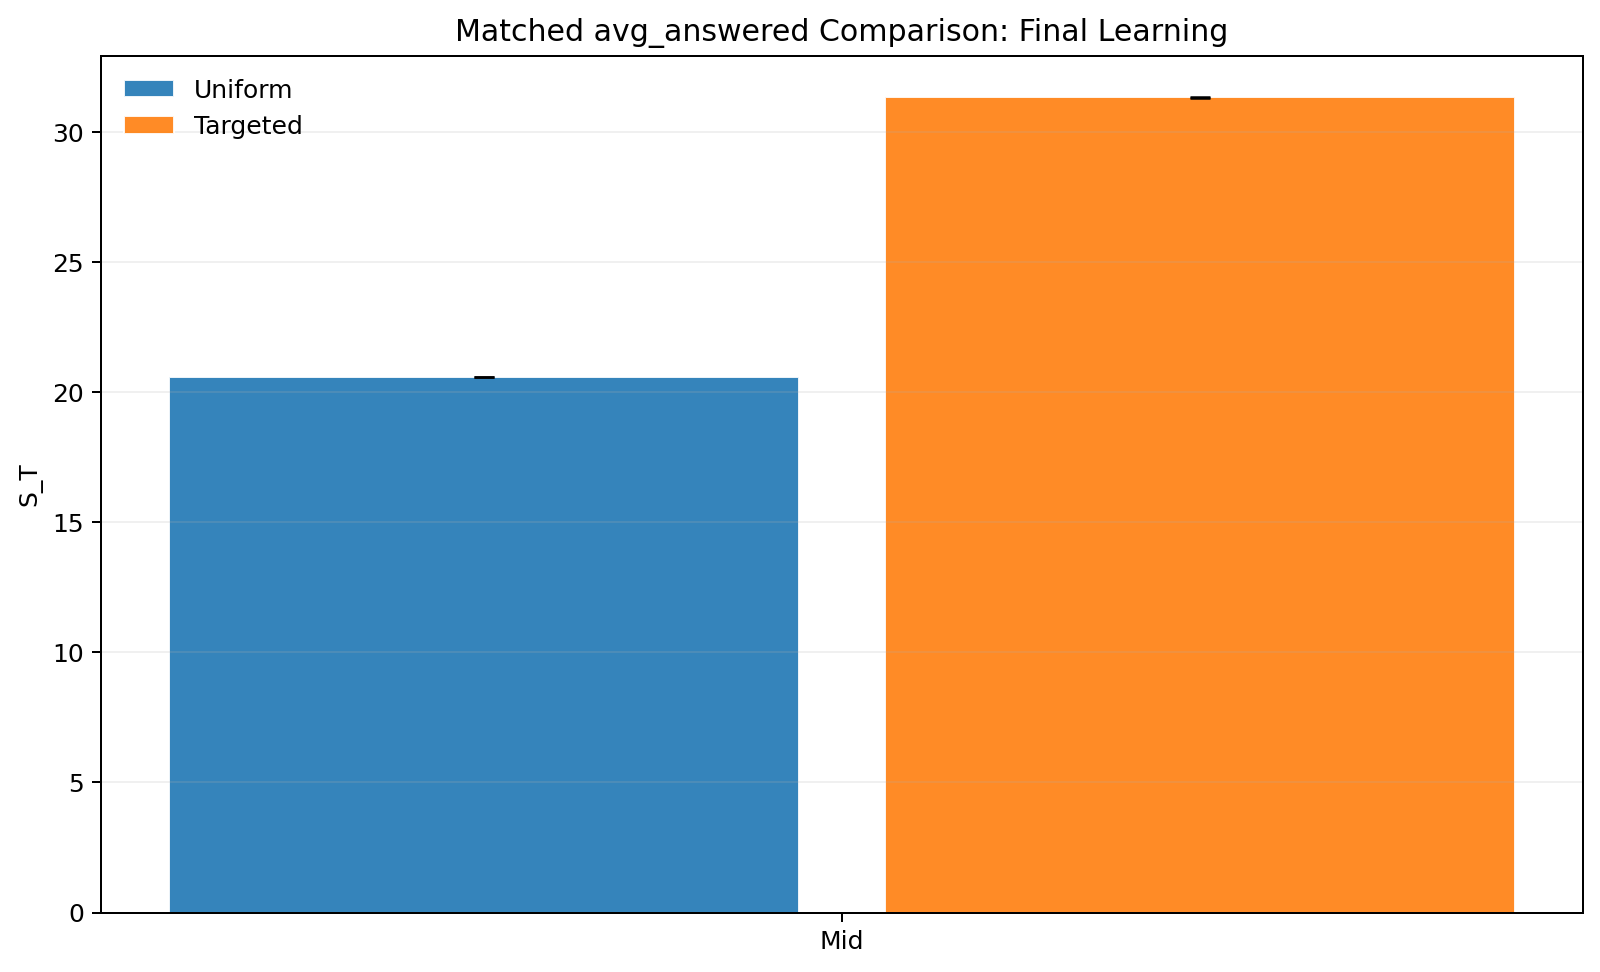 Matched avg_answered Comparison: Final Learning
Uniform
Targeted
30
25
20
15
10
5
0
S_T
Mid